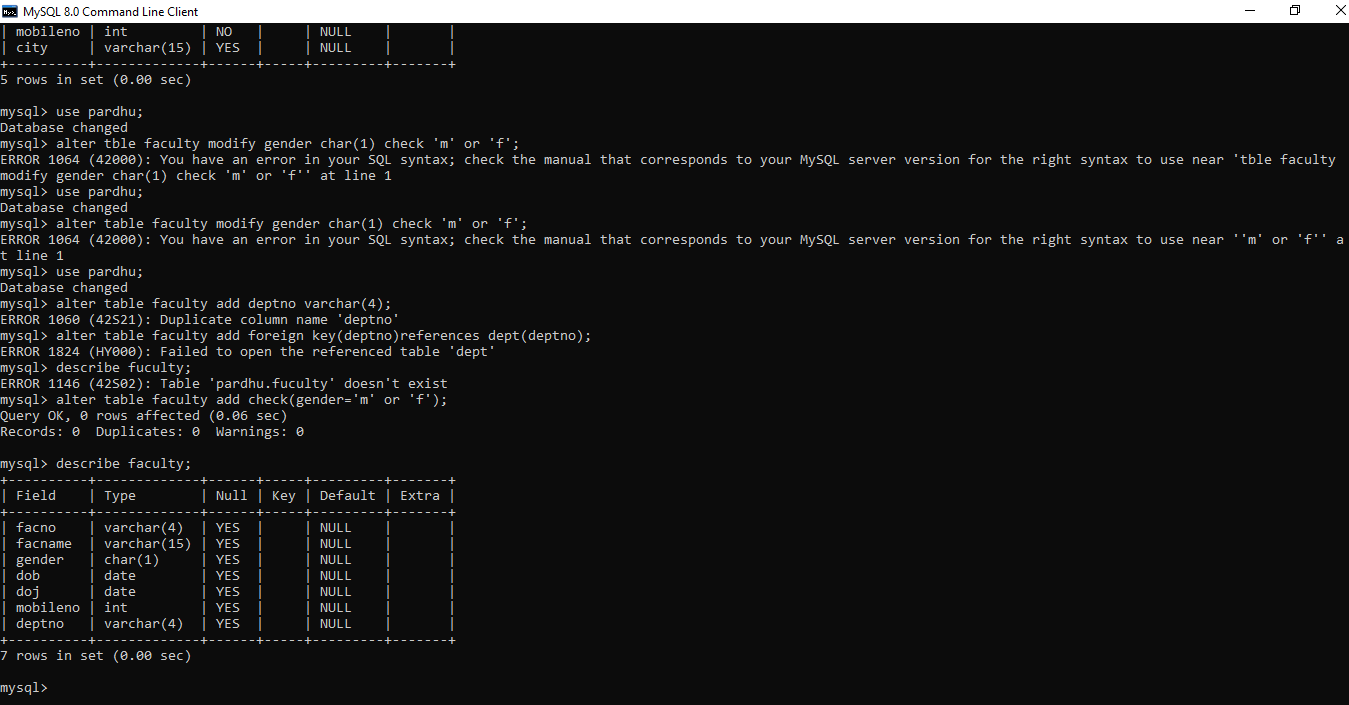 MySQL 8.0 Command Line Client
| mobileno | int         | NO   |     | NULL    |       |
| city     | varchar(15) | YES  |     | NULL    |       |
+----------+-------------+------+-----+---------+-------+
5 rows in set (0.00 sec)
mysql> use pardhu;
Database changed
mysql> alter tble faculty modify gender char(1) check 'm' or 'f';
ERROR 1064 (42000): You have an error in your SQL syntax; check the manual that corresponds to your MySQL server version for the right syntax to use near 'tble faculty
modify gender char(1) check 'm' or 'f'' at line 1
mysql> use pardhu;
Database changed
mysql> alter table faculty modify gender char(1) check 'm' or 'f';
ERROR 1064 (42000): You have an error in your SQL syntax; check the manual that corresponds to your MySQL server version for the right syntax to use near ''m' or 'f'' a
t line 1
mysql> use pardhu;
Database changed
mysql> alter table faculty add deptno varchar(4);
ERROR 1060 (42S21): Duplicate column name 'deptno'
mysql> alter table faculty add foreign key(deptno)references dept(deptno);
ERROR 1824 (HY000): Failed to open the referenced table 'dept'
mysql> describe fuculty;
ERROR 1146 (42S02): Table 'pardhu.fuculty' doesn't exist
mysql> alter table faculty add check(gender='m' or 'f');
Query OK, 0 rows affected (0.06 sec)
Records: 0  Duplicates: 0  Warnings: 0
mysql> describe faculty;
+----------+-------------+------+-----+---------+-------+
| Field    | Type        | Null | Key | Default | Extra |
+----------+-------------+------+-----+---------+-------+
| facno    | varchar(4)  | YES  |     | NULL    |       |
| facname  | varchar(15) | YES  |     | NULL    |       |
| gender   | char(1)     | YES  |     | NULL    |       |
| dob      | date        | YES  |     | NULL    |       |
| doj      | date        | YES  |     | NULL    |       |
| mobileno | int         | YES  |     | NULL    |       |
| deptno   | varchar(4)  | YES  |     | NULL    |       |
+----------+-------------+------+-----+---------+-------+
7 rows in set (0.00 sec)
mysql>